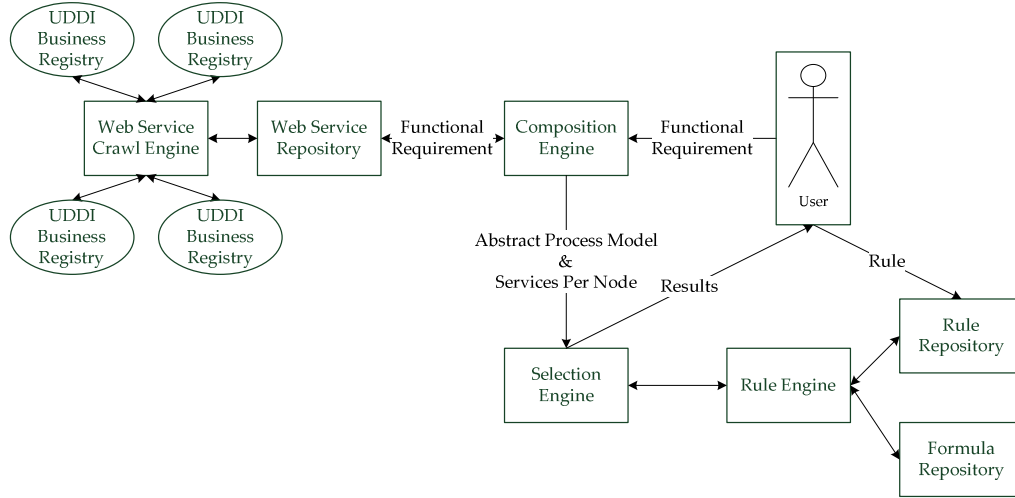 UDDI
Business
Registry
UDDI
Business
Registry
Web Service
Crawl Engine
Web Service
Repository
Functional
Requirement
Composition
Engine
Functional
Requirement
User
UDDI
Business
Registry
UDDI
Business
Registry
Abstract Process Model
&
Services Per Node
Results
Rule
Rule
Repository
Selection
Engine
Rule Engine
Formula
Repository